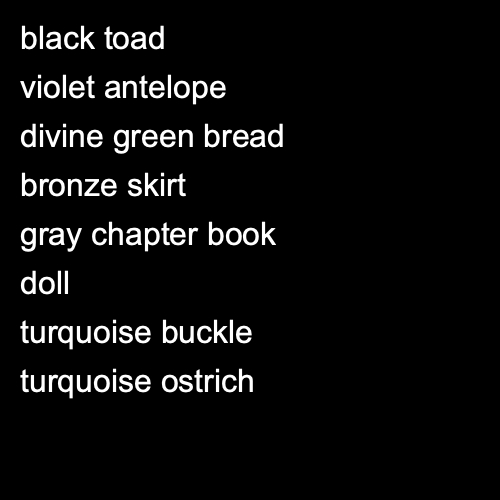 black toad
violet antelope
divine green bread
bronze skirt
gray chapter book
doll
turquoise buckle
turquoise ostrich